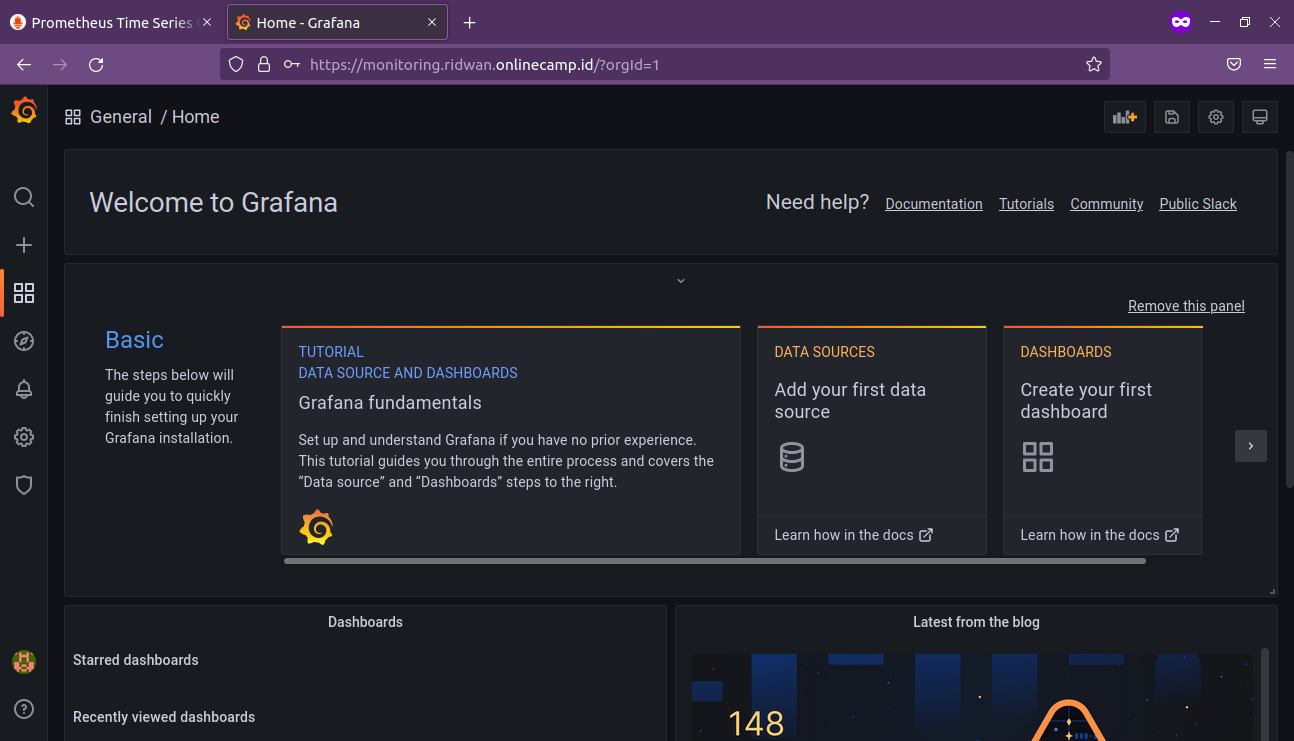 Prometheus Time Series
Home - Grafana
https://monitoring.ridwan.onlinecamp.id/?orgId=1
General / Home
Welcome to Grafana
Need help? Documentation Tutorials Community Public Slack
Remove this panel
Basic
The steps below will
guide you to quickly
finish setting up your
Grafana installation.
TUTORIAL
DATA SOURCE AND DASHBOARDS
Grafana fundamentals
Set up and understand Grafana if you have no prior experience.
This tutorial guides you through the entire process and covers the
“Data source” and “Dashboards” steps to the right.
DATA SOURCES
Add your first data
source
Learn how in the docs
DASHBOARDS
Create your first
dashboard
Learn how in the docs
Dashboards
Starred dashboards
Recently viewed dashboards
Latest from the blog
148